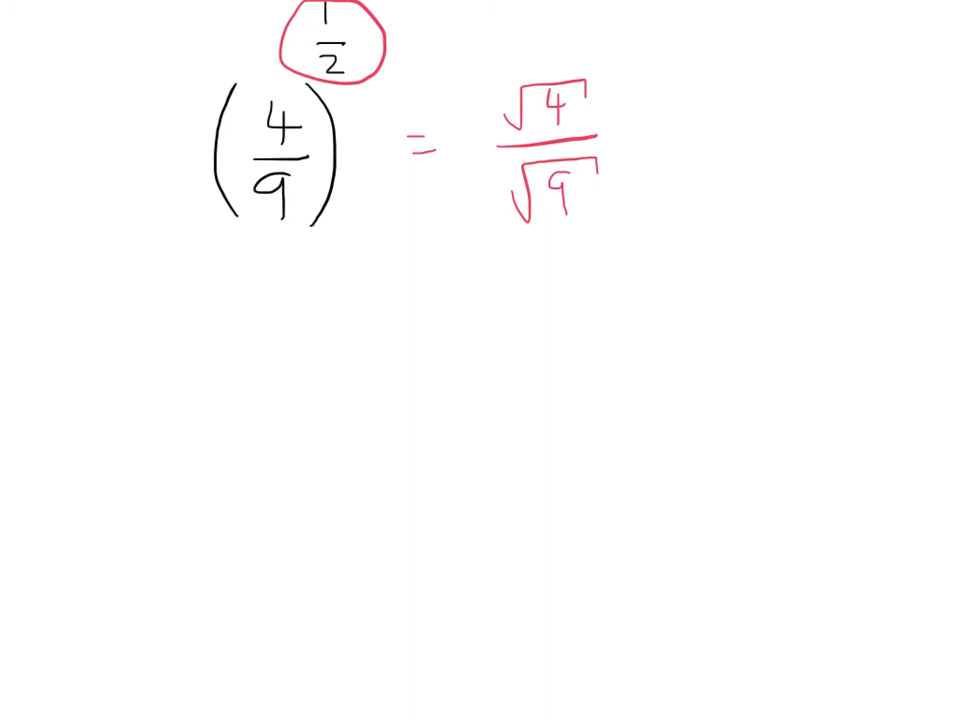 (4/9)^(1/2) = √4/√9